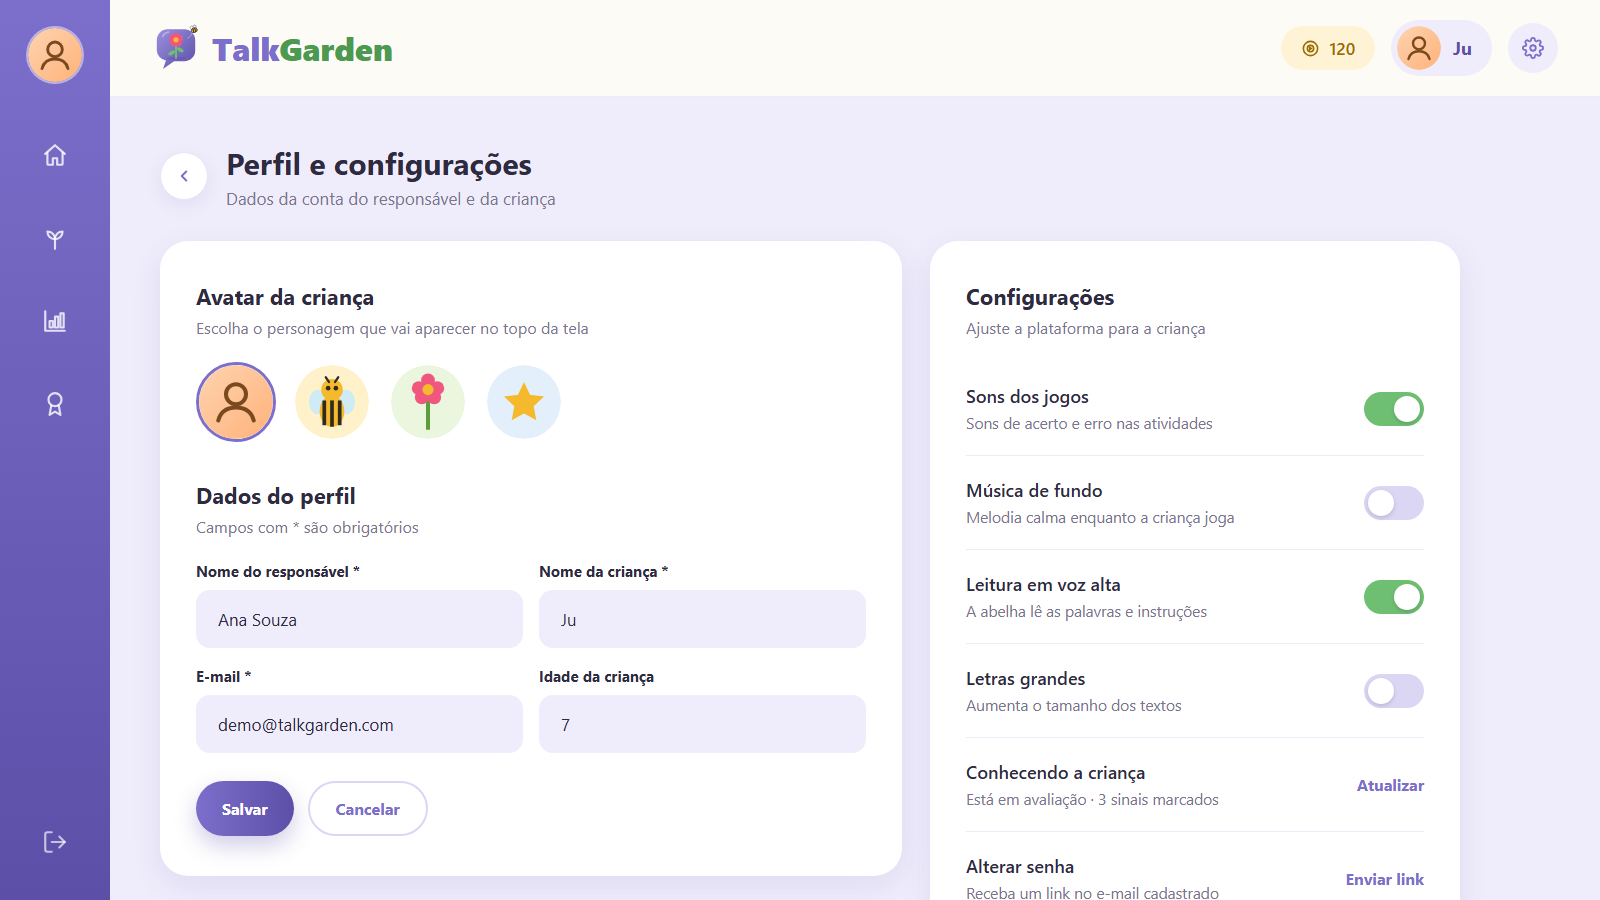 TalkGarden
120
Ju
Perfil e configurações
Dados da conta do responsável e da criança
Avatar da criança
Escolha o personagem que vai aparecer no topo da tela
Dados do perfil
Campos com * são obrigatórios
Nome do responsável *
Nome da criança *
Ana Souza
Ju
E-mail *
Idade da criança
demo@talkgarden.com
7
Salvar
Cancelar
Configurações
Ajuste a plataforma para a criança
Sons dos jogos
Sons de acerto e erro nas atividades
Música de fundo
Melodia calma enquanto a criança joga
Leitura em voz alta
A abelha lê as palavras e instruções
Letras grandes
Aumenta o tamanho dos textos
Conhecendo a criança
Está em avaliação · 3 sinais marcados
Atualizar
Alterar senha
Receba um link no e-mail cadastrado
Enviar link